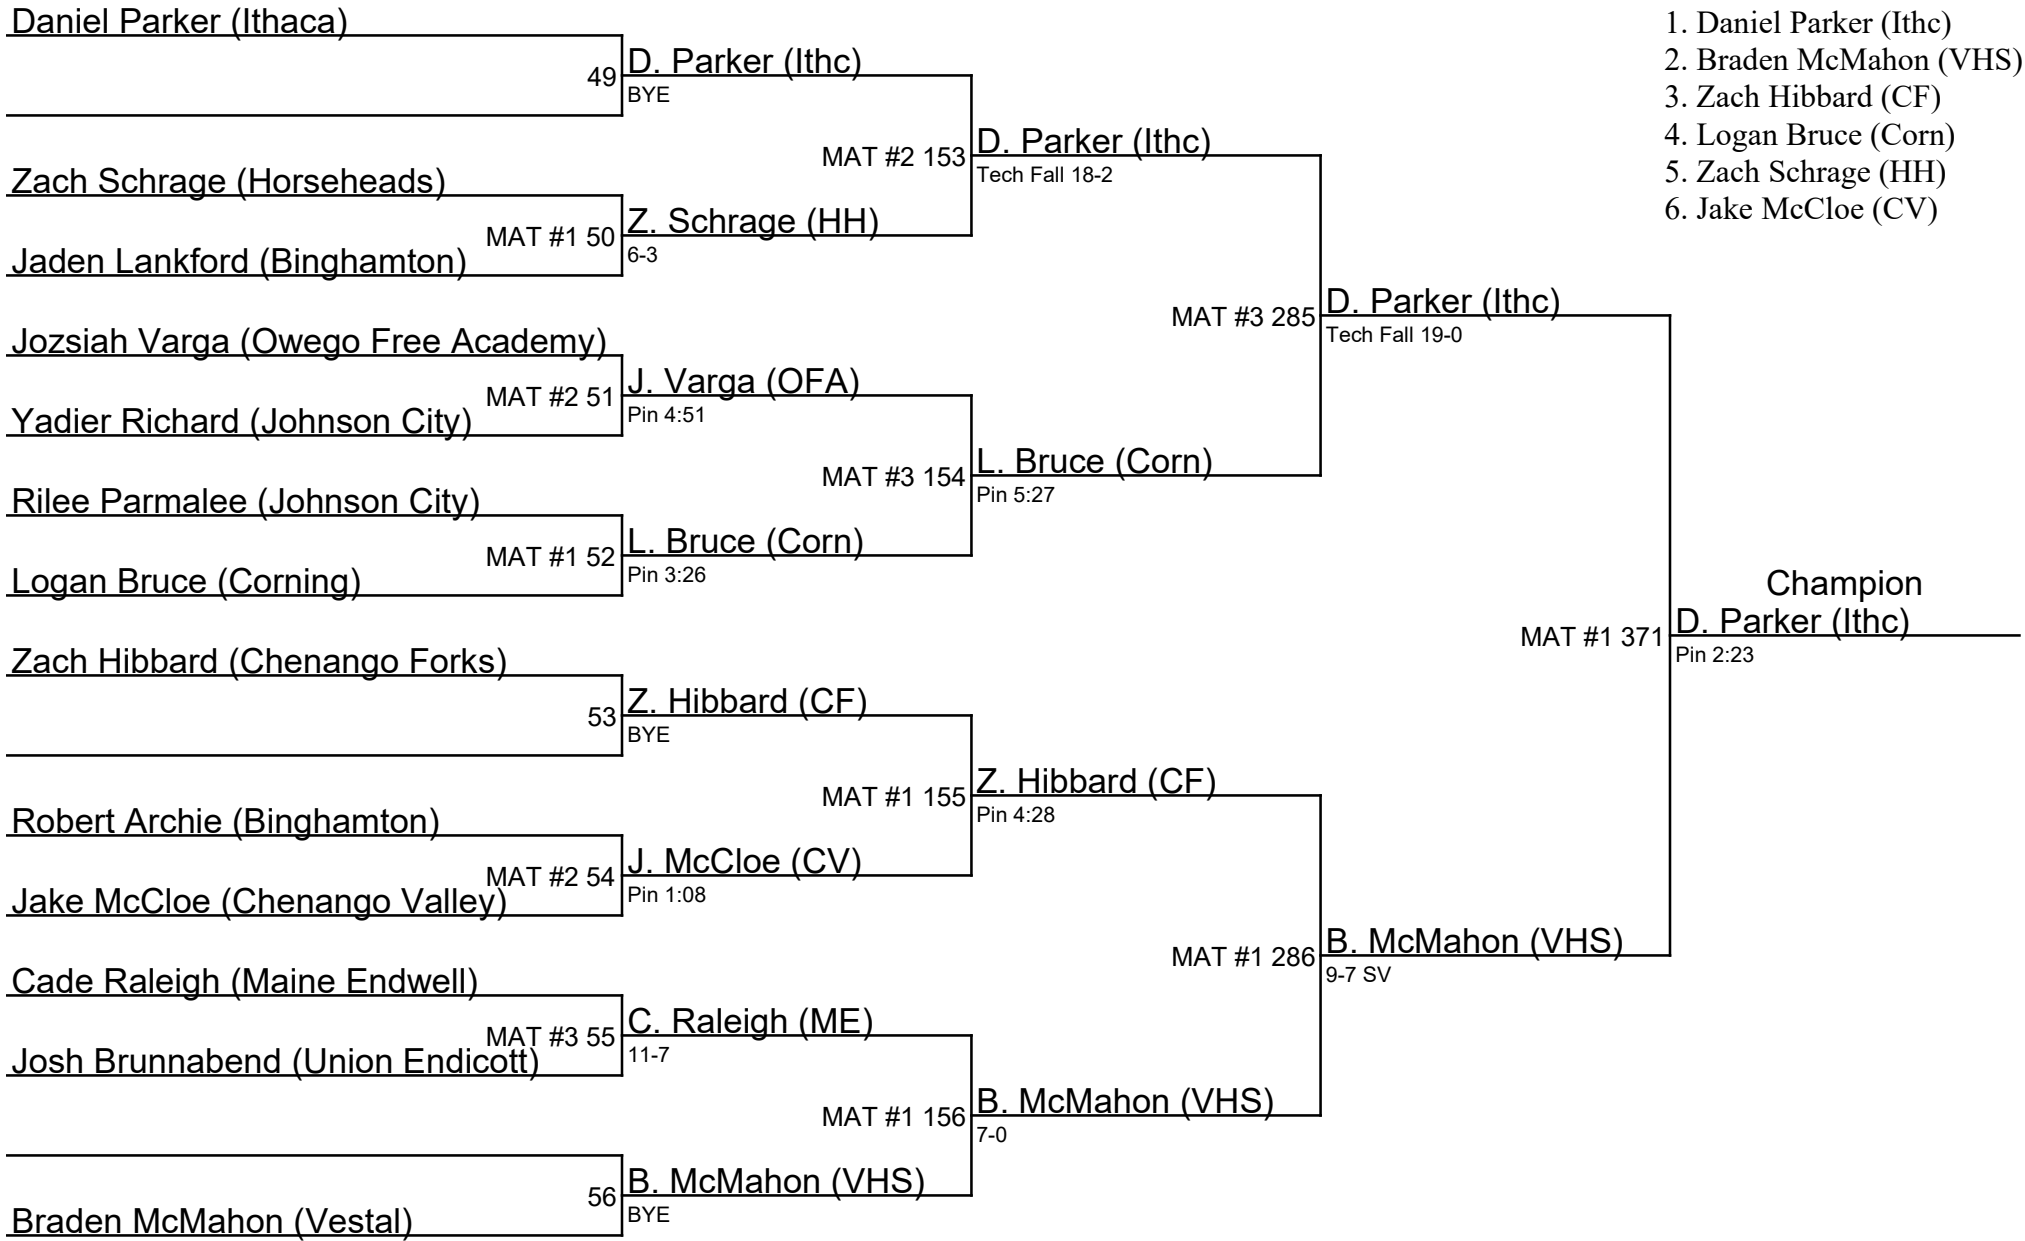 Daniel Parker (Ithaca)
49
D. Parker (Ithc)
BYE
Zach Schrage (Horseheads)
Jaden Lankford (Binghamton)
MAT #1 50
Z. Schrage (HH)
6-3
MAT #2 153
D. Parker (Ithc)
Tech Fall 18-2
Jozsiah Varga (Owego Free Academy)
Yadier Richard (Johnson City)
MAT #2 51
J. Varga (OFA)
Pin 4:51
Rilee Parmalee (Johnson City)
Logan Bruce (Corning)
MAT #1 52
L. Bruce (Corn)
Pin 3:26
MAT #3 154
L. Bruce (Corn)
Pin 5:27
MAT #3 285
D. Parker (Ithc)
Tech Fall 19-0
Zach Hibbard (Chenango Forks)
53
Z. Hibbard (CF)
BYE
Robert Archie (Binghamton)
Jake McCloe (Chenango Valley)
MAT #2 54
J. McCloe (CV)
Pin 1:08
MAT #1 155
Z. Hibbard (CF)
Pin 4:28
Cade Raleigh (Maine Endwell)
Josh Brunnabend (Union Endicott)
MAT #3 55
C. Raleigh (ME)
11-7
Braden McMahon (Vestal)
56
B. McMahon (VHS)
BYE
MAT #1 156
B. McMahon (VHS)
7-0
MAT #1 286
B. McMahon (VHS)
9-7 SV
MAT #1 371
Champion
D. Parker (Ithc)
Pin 2:23
1. Daniel Parker (Ithc)
2. Braden McMahon (VHS)
3. Zach Hibbard (CF)
4. Logan Bruce (Corn)
5. Zach Schrage (HH)
6. Jake McCloe (CV)